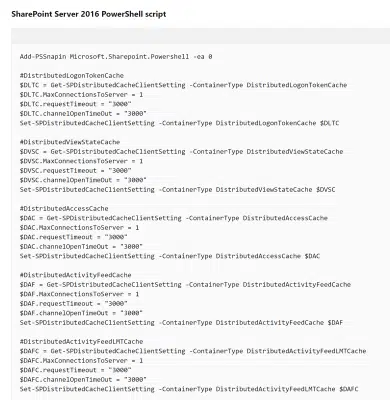 SharePoint Server 2016 PowerShell script
Add-PSSnapin Microsoft.Sharepoint.Powershell -ea 0
#DistributedLogonTokenCache
$DLTC = Get-SPDistributedCacheClientSetting -ContainerType DistributedLogonTokenCache
$DLTC.MaxConnectionsToServer = 1
$DLTC.requestTimeout = "3000"
$DLTC.channelOpenTimeOut = "3000"
Set-SPDistributedCacheClientSetting -ContainerType DistributedLogonTokenCache $DLTC
#DistributedViewStateCache
$DVSC = Get-SPDistributedCacheClientSetting -ContainerType DistributedViewStateCache
$DVSC.MaxConnectionsToServer = 1
$DVSC.requestTimeout = "3000"
$DVSC.channelOpenTimeOut = "3000"
Set-SPDistributedCacheClientSetting -ContainerType DistributedViewStateCache $DVSC
#DistributedAccessCache
$DAC = Get-SPDistributedCacheClientSetting -ContainerType DistributedAccessCache
$DAC.MaxConnectionsToServer = 1
$DAC.requestTimeout = "3000"
$DAC.channelOpenTimeOut = "3000"
Set-SPDistributedCacheClientSetting -ContainerType DistributedAccessCache $DAC
#DistributedActivityFeedCache
$DAF = Get-SPDistributedCacheClientSetting -ContainerType DistributedActivityFeedCache
$DAF.MaxConnectionsToServer = 1
$DAF.requestTimeout = "3000"
$DAF.channelOpenTimeOut = "3000"
Set-SPDistributedCacheClientSetting -ContainerType DistributedActivityFeedCache $DAF
#DistributedActivityFeedLMTCache
$DAFC = Get-SPDistributedCacheClientSetting -ContainerType DistributedActivityFeedLMTCache
$DAFC.MaxConnectionsToServer = 1
$DAFC.requestTimeout = "3000"
$DAFC.channelOpenTimeOut = "3000"
Set-SPDistributedCacheClientSetting -ContainerType DistributedActivityFeedLMTCache $DAFC